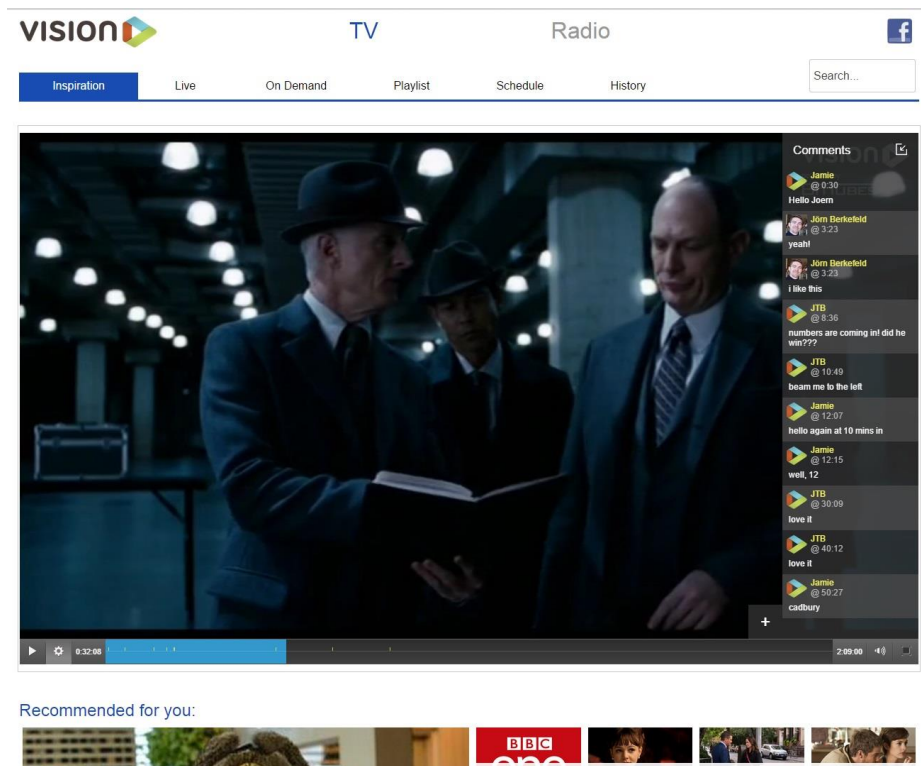 VISION
TV
Radio
f
Inspiration
Live
On Demand
Playlist
Schedule
History
Search...
Comments
Jamie
@ 0:30
Hello Joern
Jörn Berkefeld
@ 3:23
yeah!
Jörn Berkefeld
@ 3:23
i like this
JTB
@ 8:36
numbers are coming in! did he
win???
JTB
@ 10:49
beam me to the left
Jamie
@ 12:07
hello again at 10 mins in
Jamie
@ 12:15
well, 12
JTB
@ 30:09
love it
JTB
@ 40:12
love it
Jamie
@ 50:27
cadbury
+
0:32:08
2:09:00
Recommended for you:
BBC
one